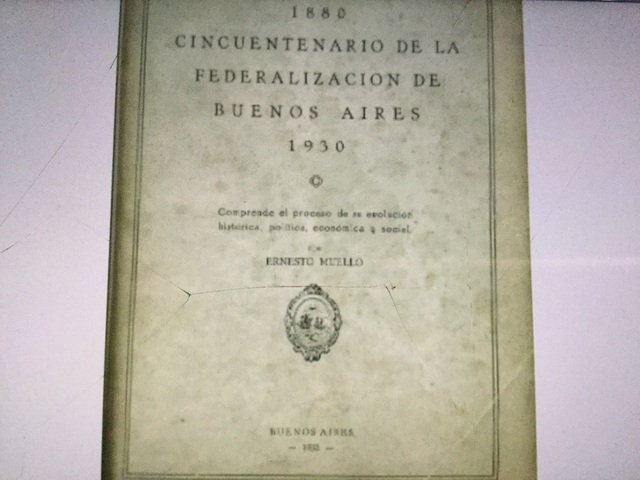 1880
CINCUENTENARIO DE LA
FEDERALIZACION DE
BUENOS AIRES
1930
Comprende el proceso de su evolución
histórica, política, económica y social.
POR
ERNESTO MUELLO
BUENOS AIRES
— 1932 —